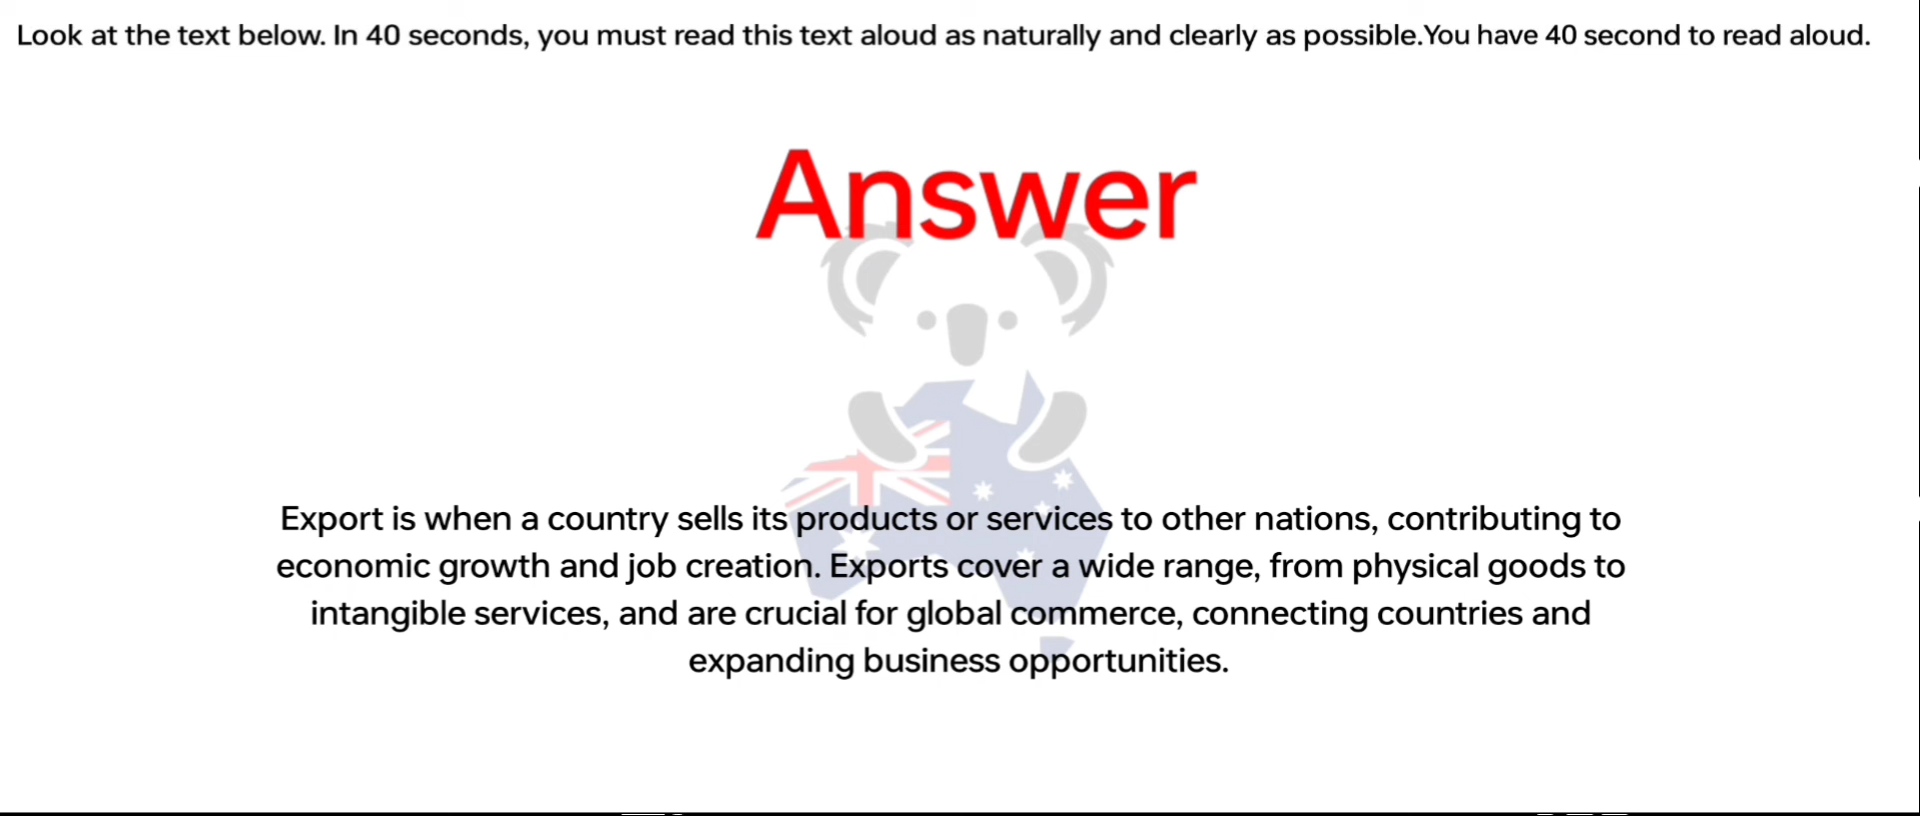 Look at the text below. In 40 seconds, you must read this text aloud as naturally and clearly as possible.You have 40 second to read aloud.
Answer
Export is when a country sells its products or services to other nations, contributing to
economic growth and job creation. Exports cover a wide range, from physical goods to
intangible services, and are crucial for global commerce, connecting countries and
expanding business opportunities.